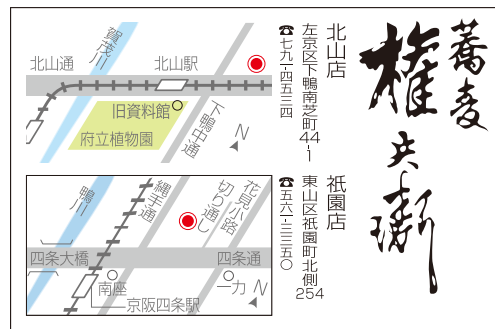 蕎麦
権兵衛
北山店
左京区下鴨南芝町44-1
☎七九一-四五三四
祇園店
東山区祇園町北側254
☎五六一-三三五〇
賀茂川
北山通
北山駅
旧資料館
府立植物園
下鴨中通
N
鴨川
縄手通
切り通し
花見小路
四条大橋
四条通
南座
一力
京阪四条駅
N